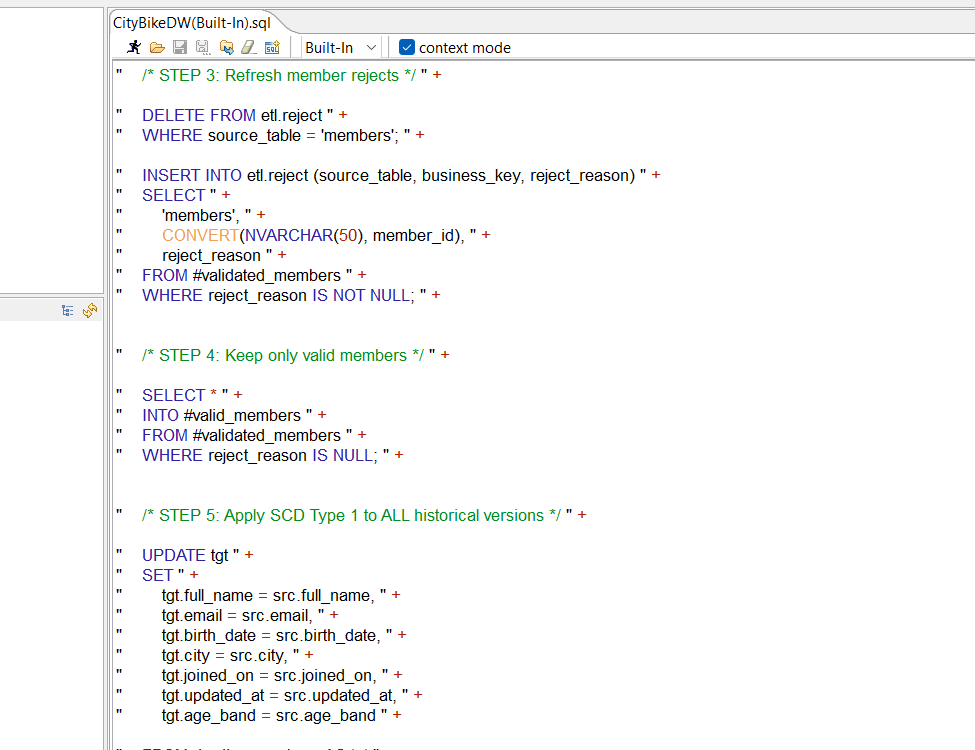 CityBikeDW(Built-In).sql
Built-In context mode
" /* STEP 3: Refresh member rejects */ " +
" DELETE FROM etl.reject " +
" WHERE source_table = 'members'; " +
" INSERT INTO etl.reject (source_table, business_key, reject_reason) " +
" SELECT " +
" 'members', " +
" CONVERT(NVARCHAR(50), member_id), " +
" reject_reason " +
" FROM #validated_members " +
" WHERE reject_reason IS NOT NULL; " +
" /* STEP 4: Keep only valid members */ " +
" SELECT * " +
" INTO #valid_members " +
" FROM #validated_members " +
" WHERE reject_reason IS NULL; " +
" /* STEP 5: Apply SCD Type 1 to ALL historical versions */ " +
" UPDATE tgt " +
" SET " +
" tgt.full_name = src.full_name, " +
" tgt.email = src.email, " +
" tgt.birth_date = src.birth_date, " +
" tgt.city = src.city, " +
" tgt.joined_on = src.joined_on, " +
" tgt.updated_at = src.updated_at, " +
" tgt.age_band = src.age_band " +